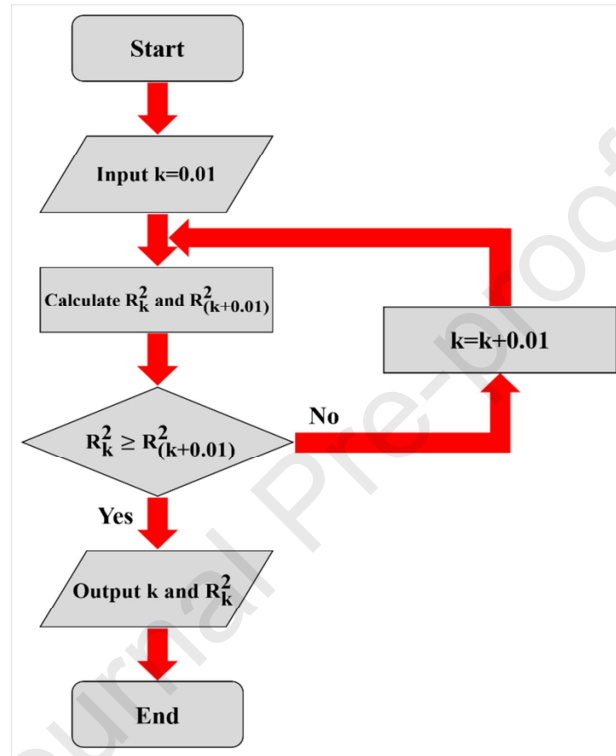 Start
Input k=0.01
Calculate R²ₖ and R²₍ₖ₊₀.₀₁₎
k=k+0.01
R²ₖ ≥ R²₍ₖ₊₀.₀₁₎
No
Yes
Output k and R²ₖ
End
Journal Pre-proof